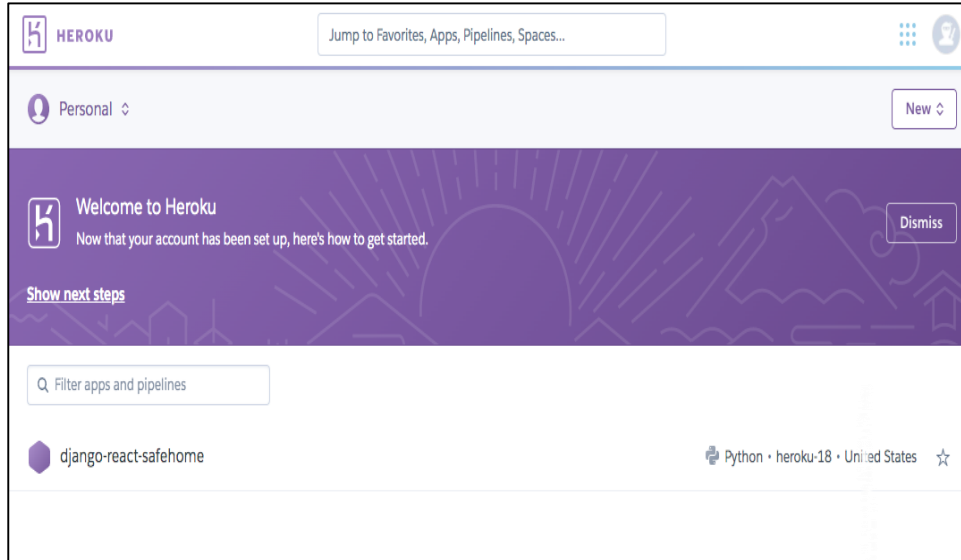 HEROKU
Jump to Favorites, Apps, Pipelines, Spaces...
Personal
New
Welcome to Heroku
Now that your account has been set up, here's how to get started.
Dismiss
Show next steps
Filter apps and pipelines
django-react-safehome
Python • heroku-18 • United States